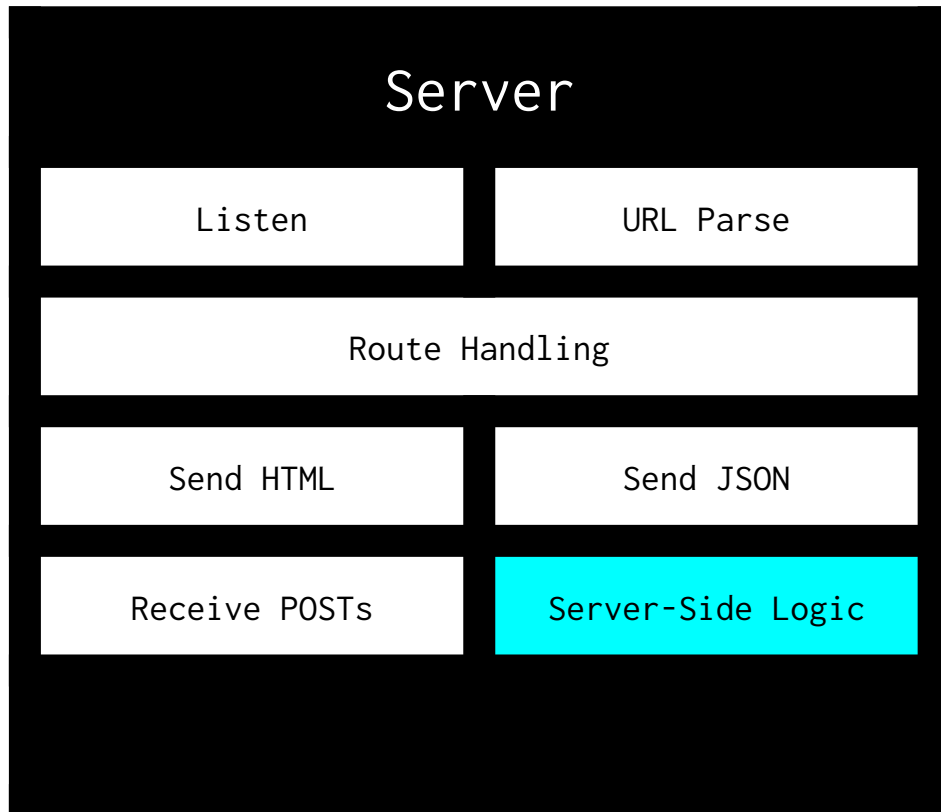 Server
Listen
URL Parse
Route Handling
Send HTML
Send JSON
Receive POSTs
Server-Side Logic